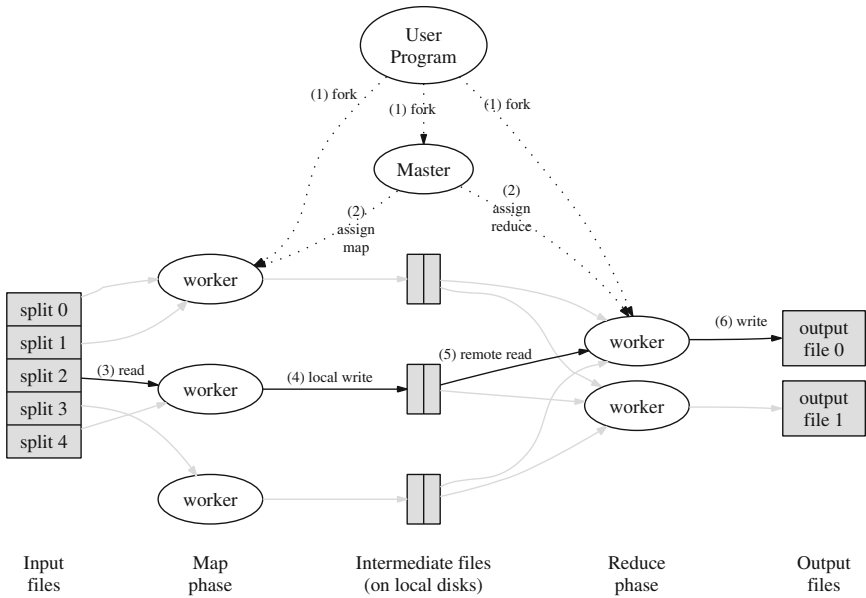 User
Program
(1) fork
(1) fork
(1) fork
Master
(2)
assign
map
(2)
assign
reduce
worker
split 0
split 1
split 2
split 3
split 4
(3) read
worker
(4) local write
(5) remote read
worker
(6) write
output
file 0
worker
output
file 1
worker
Input
files
Map
phase
Intermediate files
(on local disks)
Reduce
phase
Output
files